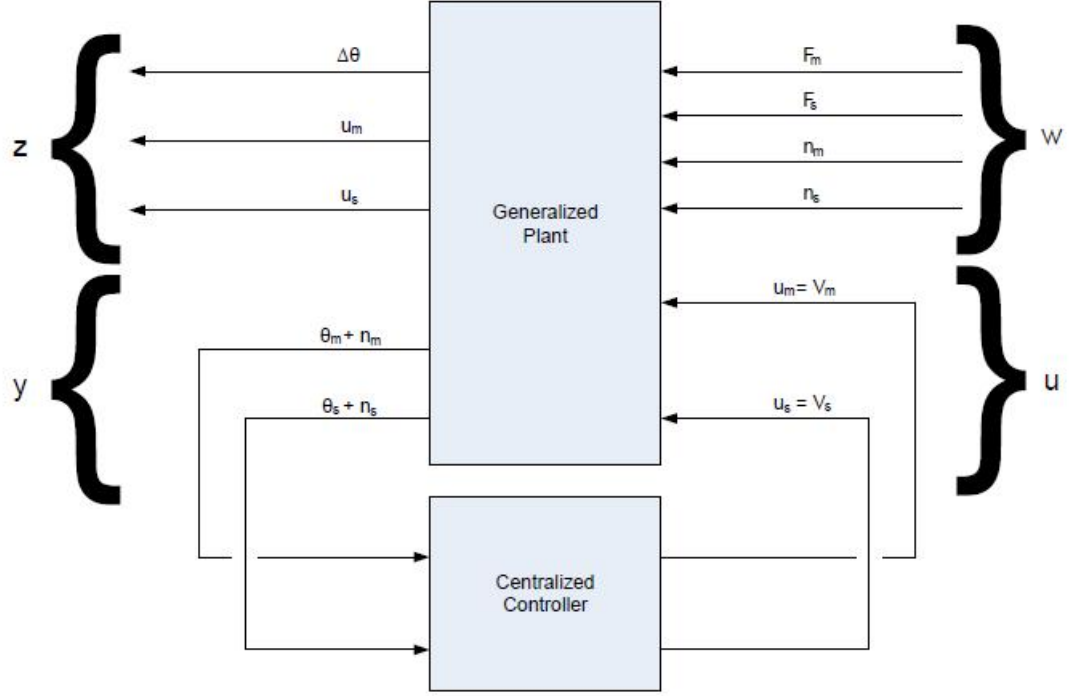 Δθ
F_m
F_s
u_m
z
n_m
w
u_s
n_s
Generalized
Plant
u_m = V_m
θ_m + n_m
y
u
θ_s + n_s
u_s = V_s
Centralized
Controller